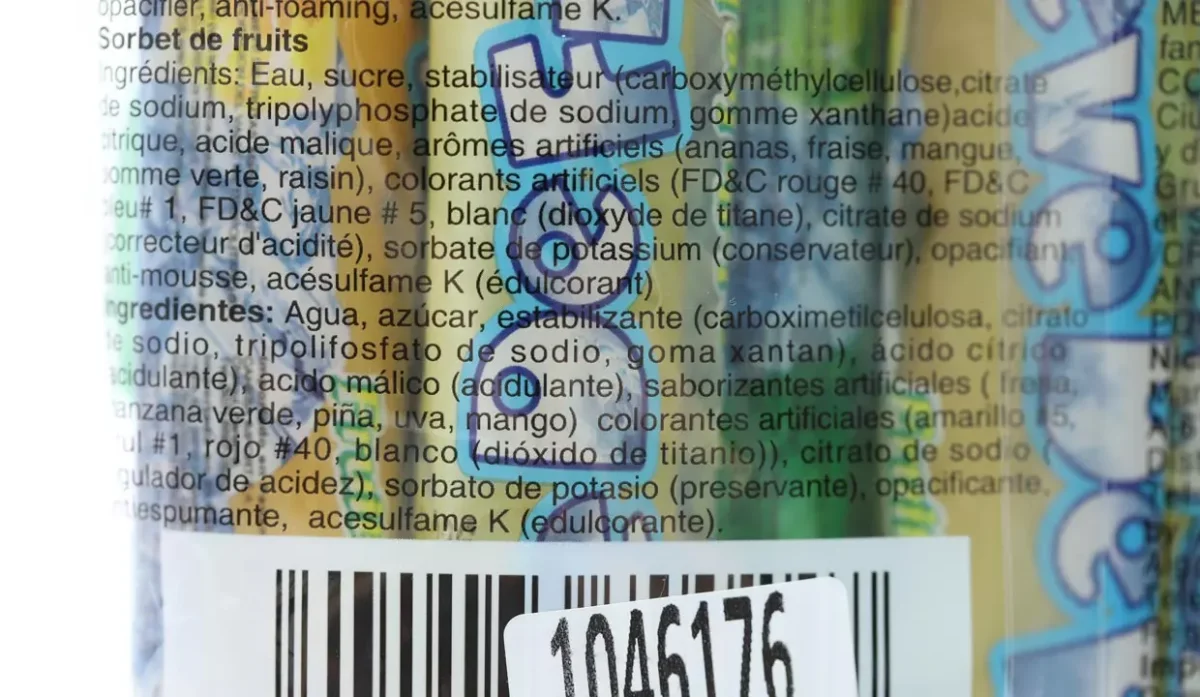 opacifier, anti-foaming, acesulfame K.
Sorbet de fruits
Ingrédients: Eau, sucre, stabilisateur (carboxyméthylcellulose,citrate
de sodium, tripolyphosphate de sodium, gomme xanthane)acide
citrique, acide malique, arômes artificiels (ananas, fraise, mangue,
pomme verte, raisin), colorants artificiels (FD&C rouge # 40, FD&C
bleu# 1, FD&C jaune # 5, blanc (dioxyde de titane), citrate de sodium
(correcteur d'acidité), sorbate de potassium (conservateur), opacifiant,
anti-mousse, acésulfame K (édulcorant)
Ingredientes: Agua, azúcar, estabilizante (carboximetilcelulosa, citrato
de sodio, tripolifosfato de sodio, goma xantan), ácido cítrico
(acidulante), acido málico (acidulante), saborizantes artificiales (
manzana verde, piña, uva, mango) colorantes artificiales (amarillo #5,
#1, rojo #40, blanco (dióxido de titanio)), citrato de sodio (
gulador de acidez), sorbato de potasio (preservante), opacificante,
antiespumante, acesulfame K (edulcorante).
1046176